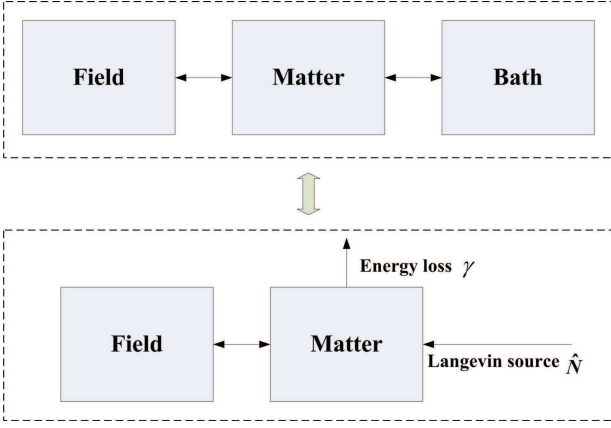 Field
Matter
Bath
Energy loss γ
Field
Matter
Langevin source N̂